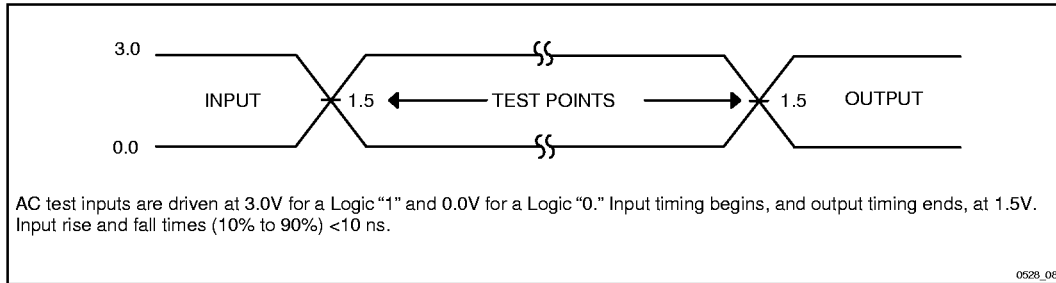 3.0
INPUT 1.5 TEST POINTS 1.5 OUTPUT
0.0
AC test inputs are driven at 3.0V for a Logic “1” and 0.0V for a Logic “0.” Input timing begins, and output timing ends, at 1.5V.
Input rise and fall times (10% to 90%) <10 ns.
0528_08